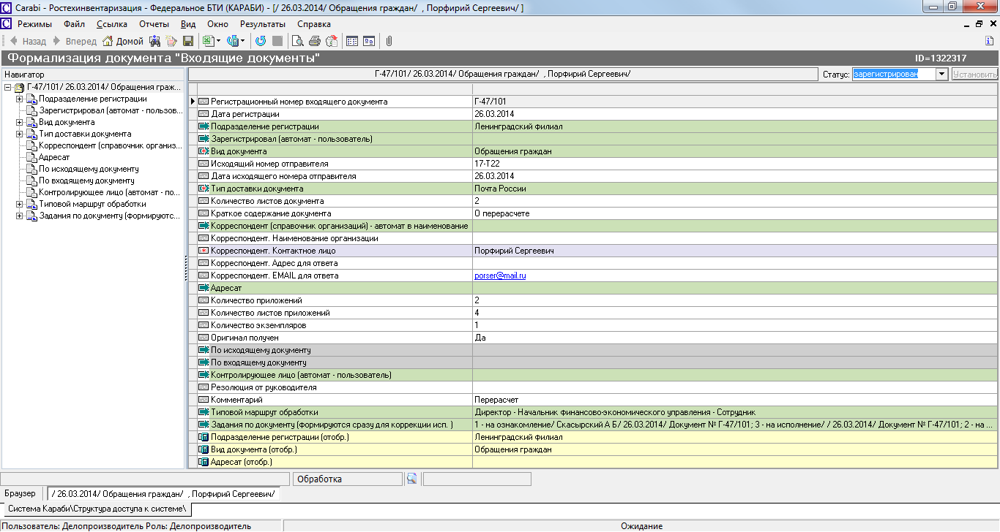 Carabi - Ростехинвентаризация - Федеральное БТИ (КАРАБИ) - [/ 26.03.2014/ Обращения граждан/ , Порфирий Сергеевич/ ]
Режимы Файл Ссылка Отчеты Вид Окно Результаты Справка
Назад Вперед Домой
Формализация документа "Входящие документы" ID=1322317
Навигатор
Г-47/101/ 26.03.2014/ Обращения граж...
Подразделение регистрации
Зарегистрировал (автомат - пользов...
Вид документа
Тип доставки документа
Корреспондент (справочник организ...
Адресат
По исходящему документу
По входящему документу
Контролирующее лицо (автомат - по...
Типовой маршрут обработки
Задания по документу (формируютс...
Г-47/101/ 26.03.2014/ Обращения граждан/ , Порфирий Сергеевич/ Статус: зарегистрирован Установить
Регистрационный номер входящего документа Г-47/101
Дата регистрации 26.03.2014
Подразделение регистрации Ленинградский Филиал
Зарегистрировал (автомат - пользователь)
Вид документа Обращения граждан
Исходящий номер отправителя 17-Т22
Дата исходящего номера отправителя 26.03.2014
Тип доставки документа Почта России
Количество листов документа 2
Краткое содержание документа О перерасчете
Корреспондент (справочник организаций) - автомат в наименование
Корреспондент. Наименование организации
Корреспондент. Контактное лицо Порфирий Сергеевич
Корреспондент. Адрес для ответа
Корреспондент. EMAIL для ответа porser@mail.ru
Адресат
Количество приложений 2
Количество листов приложений 4
Количество экземпляров 1
Оригинал получен Да
По исходящему документу
По входящему документу
Контролирующее лицо (автомат - пользователь)
Резолюция от руководителя
Комментарий Перерасчет
Типовой маршрут обработки Директор - Начальник финансово-экономического управления - Сотрудник
Задания по документу (формируются сразу для коррекции исп. ) 1 - на ознакомление/ Скасырский А Б/ 26.03.2014/ Документ № Г-47/101; 3 - на исполнение/ / 26.03.2014/ Документ № Г-47/101; 2 - на ...
Подразделение регистрации (отобр.) Ленинградский Филиал
Вид документа (отобр.) Обращения граждан
Адресат (отобр.)
Обработка
Браузер / 26.03.2014/ Обращения граждан/ , Порфирий Сергеевич/
Система Караби\Структура доступа к системе\
Пользователь: Делопроизводитель Роль: Делопроизводитель Ожидание